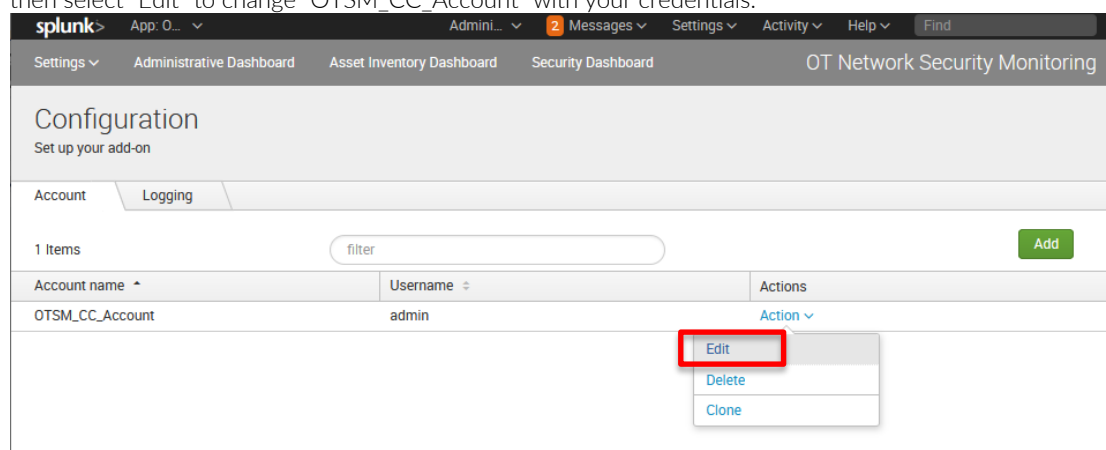 then select "Edit" to change "OTSM_CC_Account" with your credentials.
splunk> App: O... Admini... 2 Messages Settings Activity Help Find
Settings Administrative Dashboard Asset Inventory Dashboard Security Dashboard OT Network Security Monitoring
Configuration
Set up your add-on
Account Logging
1 Items filter Add
Account name Username Actions
OTSM_CC_Account admin Action
Edit
Delete
Clone